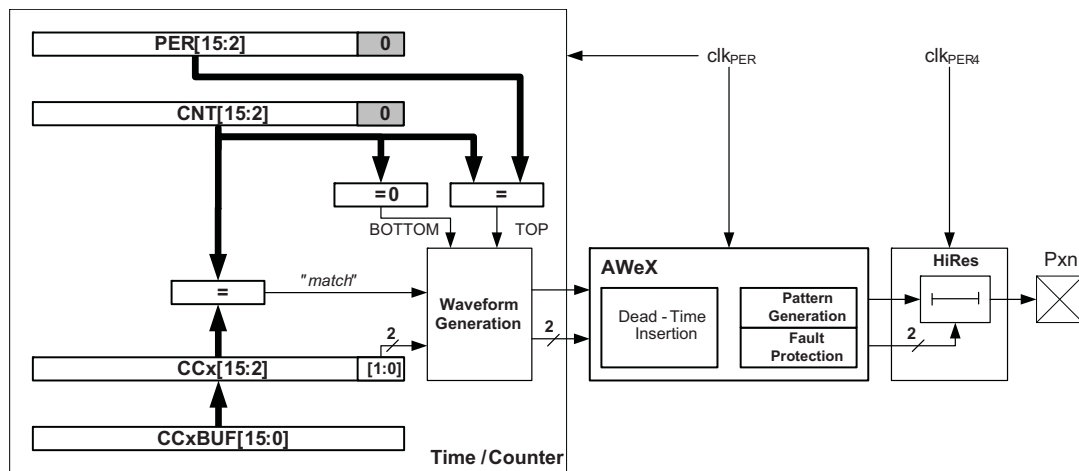 PER[15:2] 0
clkPER
clkPER4
CNT[15:2] 0
= 0
=
BOTTOM
TOP
=
"match"
Waveform
Generation
2
2
CCx[15:2] [1:0]
CCxBUF[15:0]
Time / Counter
AWeX
Dead - Time
Insertion
Pattern
Generation
Fault
Protection
2
HiRes
Pxn